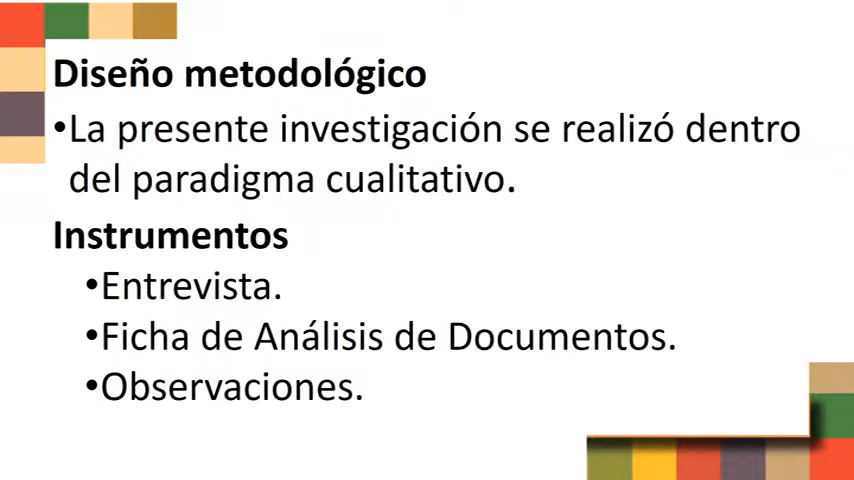 Diseño metodológico
•La presente investigación se realizó dentro
del paradigma cualitativo.
Instrumentos
•Entrevista.
•Ficha de Análisis de Documentos.
•Observaciones.